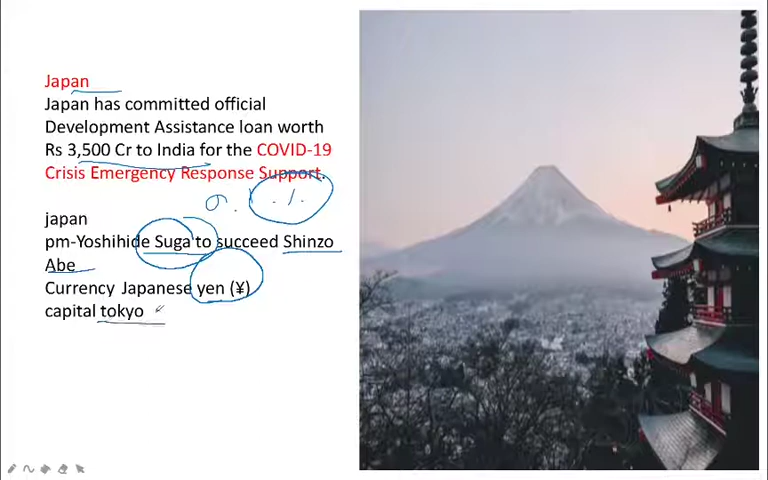 Japan
Japan has committed official
Development Assistance loan worth
Rs 3,500 Cr to India for the COVID-19
Crisis Emergency Response Support.
japan
pm-Yoshihide Suga to succeed Shinzo
Abe
Currency Japanese yen (¥)
capital tokyo